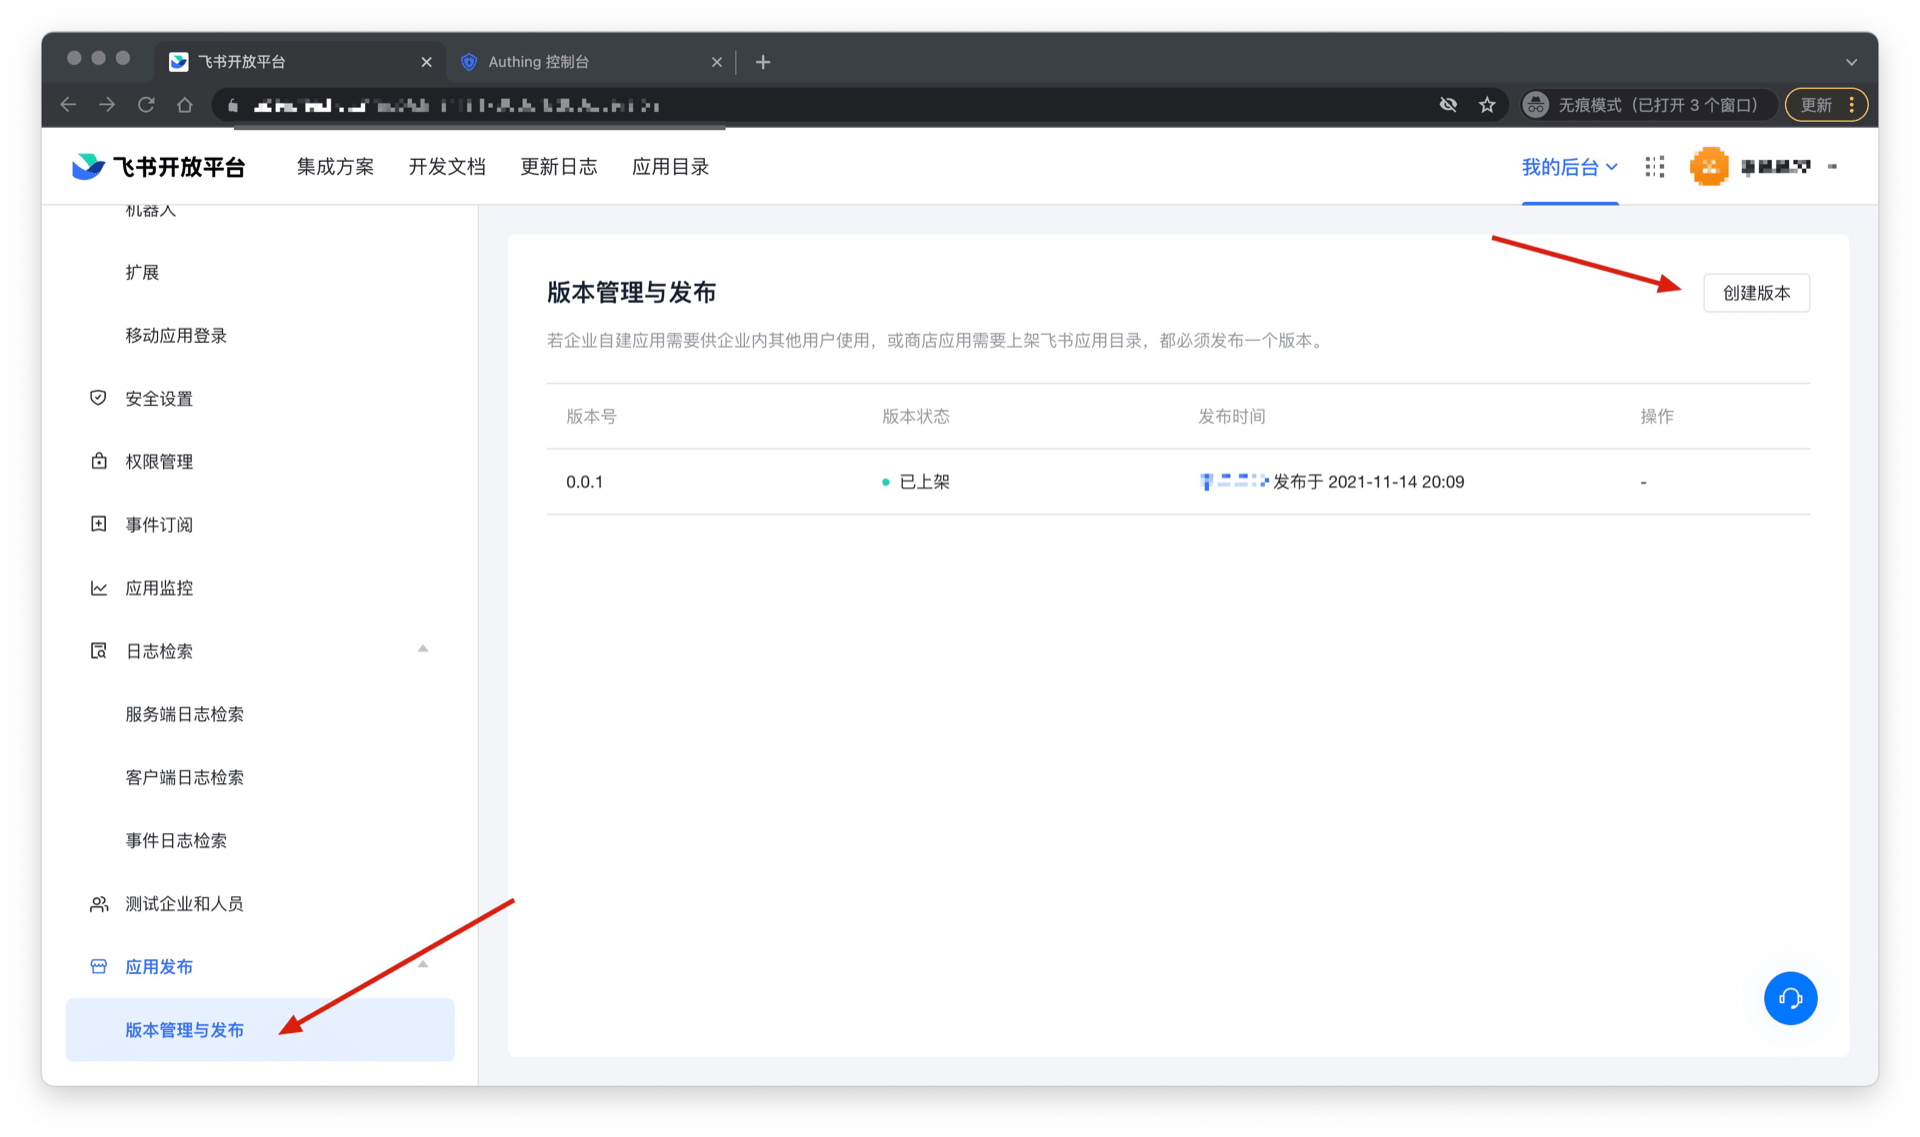 飞书开放平台
Authing 控制台
无痕模式（已打开 3 个窗口）
更新
飞书开放平台
集成方案
开发文档
更新日志
应用目录
我的后台
机器人
扩展
移动应用登录
安全设置
权限管理
事件订阅
应用监控
日志检索
服务端日志检索
客户端日志检索
事件日志检索
测试企业和人员
应用发布
版本管理与发布
版本管理与发布
创建版本
若企业自建应用需要供企业内其他用户使用，或商店应用需要上架飞书应用目录，都必须发布一个版本。
版本号 版本状态 发布时间 操作
0.0.1 已上架 发布于 2021-11-14 20:09 -